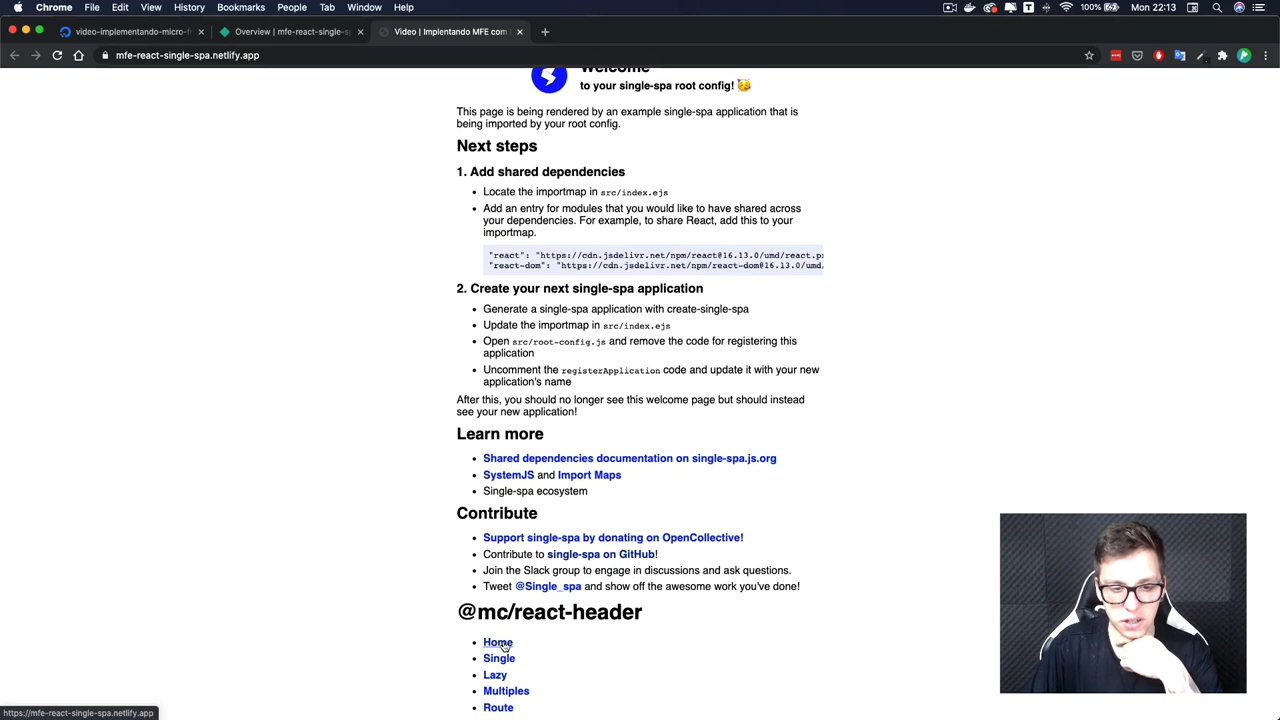 Chrome File Edit View History Bookmarks People Tab Window Help 100% Mon 22:13
video-implementando-micro-f
Overview | mfe-react-single-sp
Video | Implentando MFE com
mfe-react-single-spa.netlify.app
Welcome
to your single-spa root config! 🥳
This page is being rendered by an example single-spa application that is
being imported by your root config.
Next steps
1. Add shared dependencies
• Locate the importmap in src/index.ejs
• Add an entry for modules that you would like to have shared across
your dependencies. For example, to share React, add this to your
importmap.
"react": "https://cdn.jsdelivr.net/npm/react@16.13.0/umd/react.p
"react-dom": "https://cdn.jsdelivr.net/npm/react-dom@16.13.0/umd
2. Create your next single-spa application
• Generate a single-spa application with create-single-spa
• Update the importmap in src/index.ejs
• Open src/root-config.js and remove the code for registering this
application
• Uncomment the registerApplication code and update it with your new
application's name
After this, you should no longer see this welcome page but should instead
see your new application!
Learn more
• Shared dependencies documentation on single-spa.js.org
• SystemJS and Import Maps
• Single-spa ecosystem
Contribute
• Support single-spa by donating on OpenCollective!
• Contribute to single-spa on GitHub!
• Join the Slack group to engage in discussions and ask questions.
• Tweet @Single_spa and show off the awesome work you've done!
@mc/react-header
• Home
• Single
• Lazy
• Multiples
• Route
https://mfe-react-single-spa.netlify.app